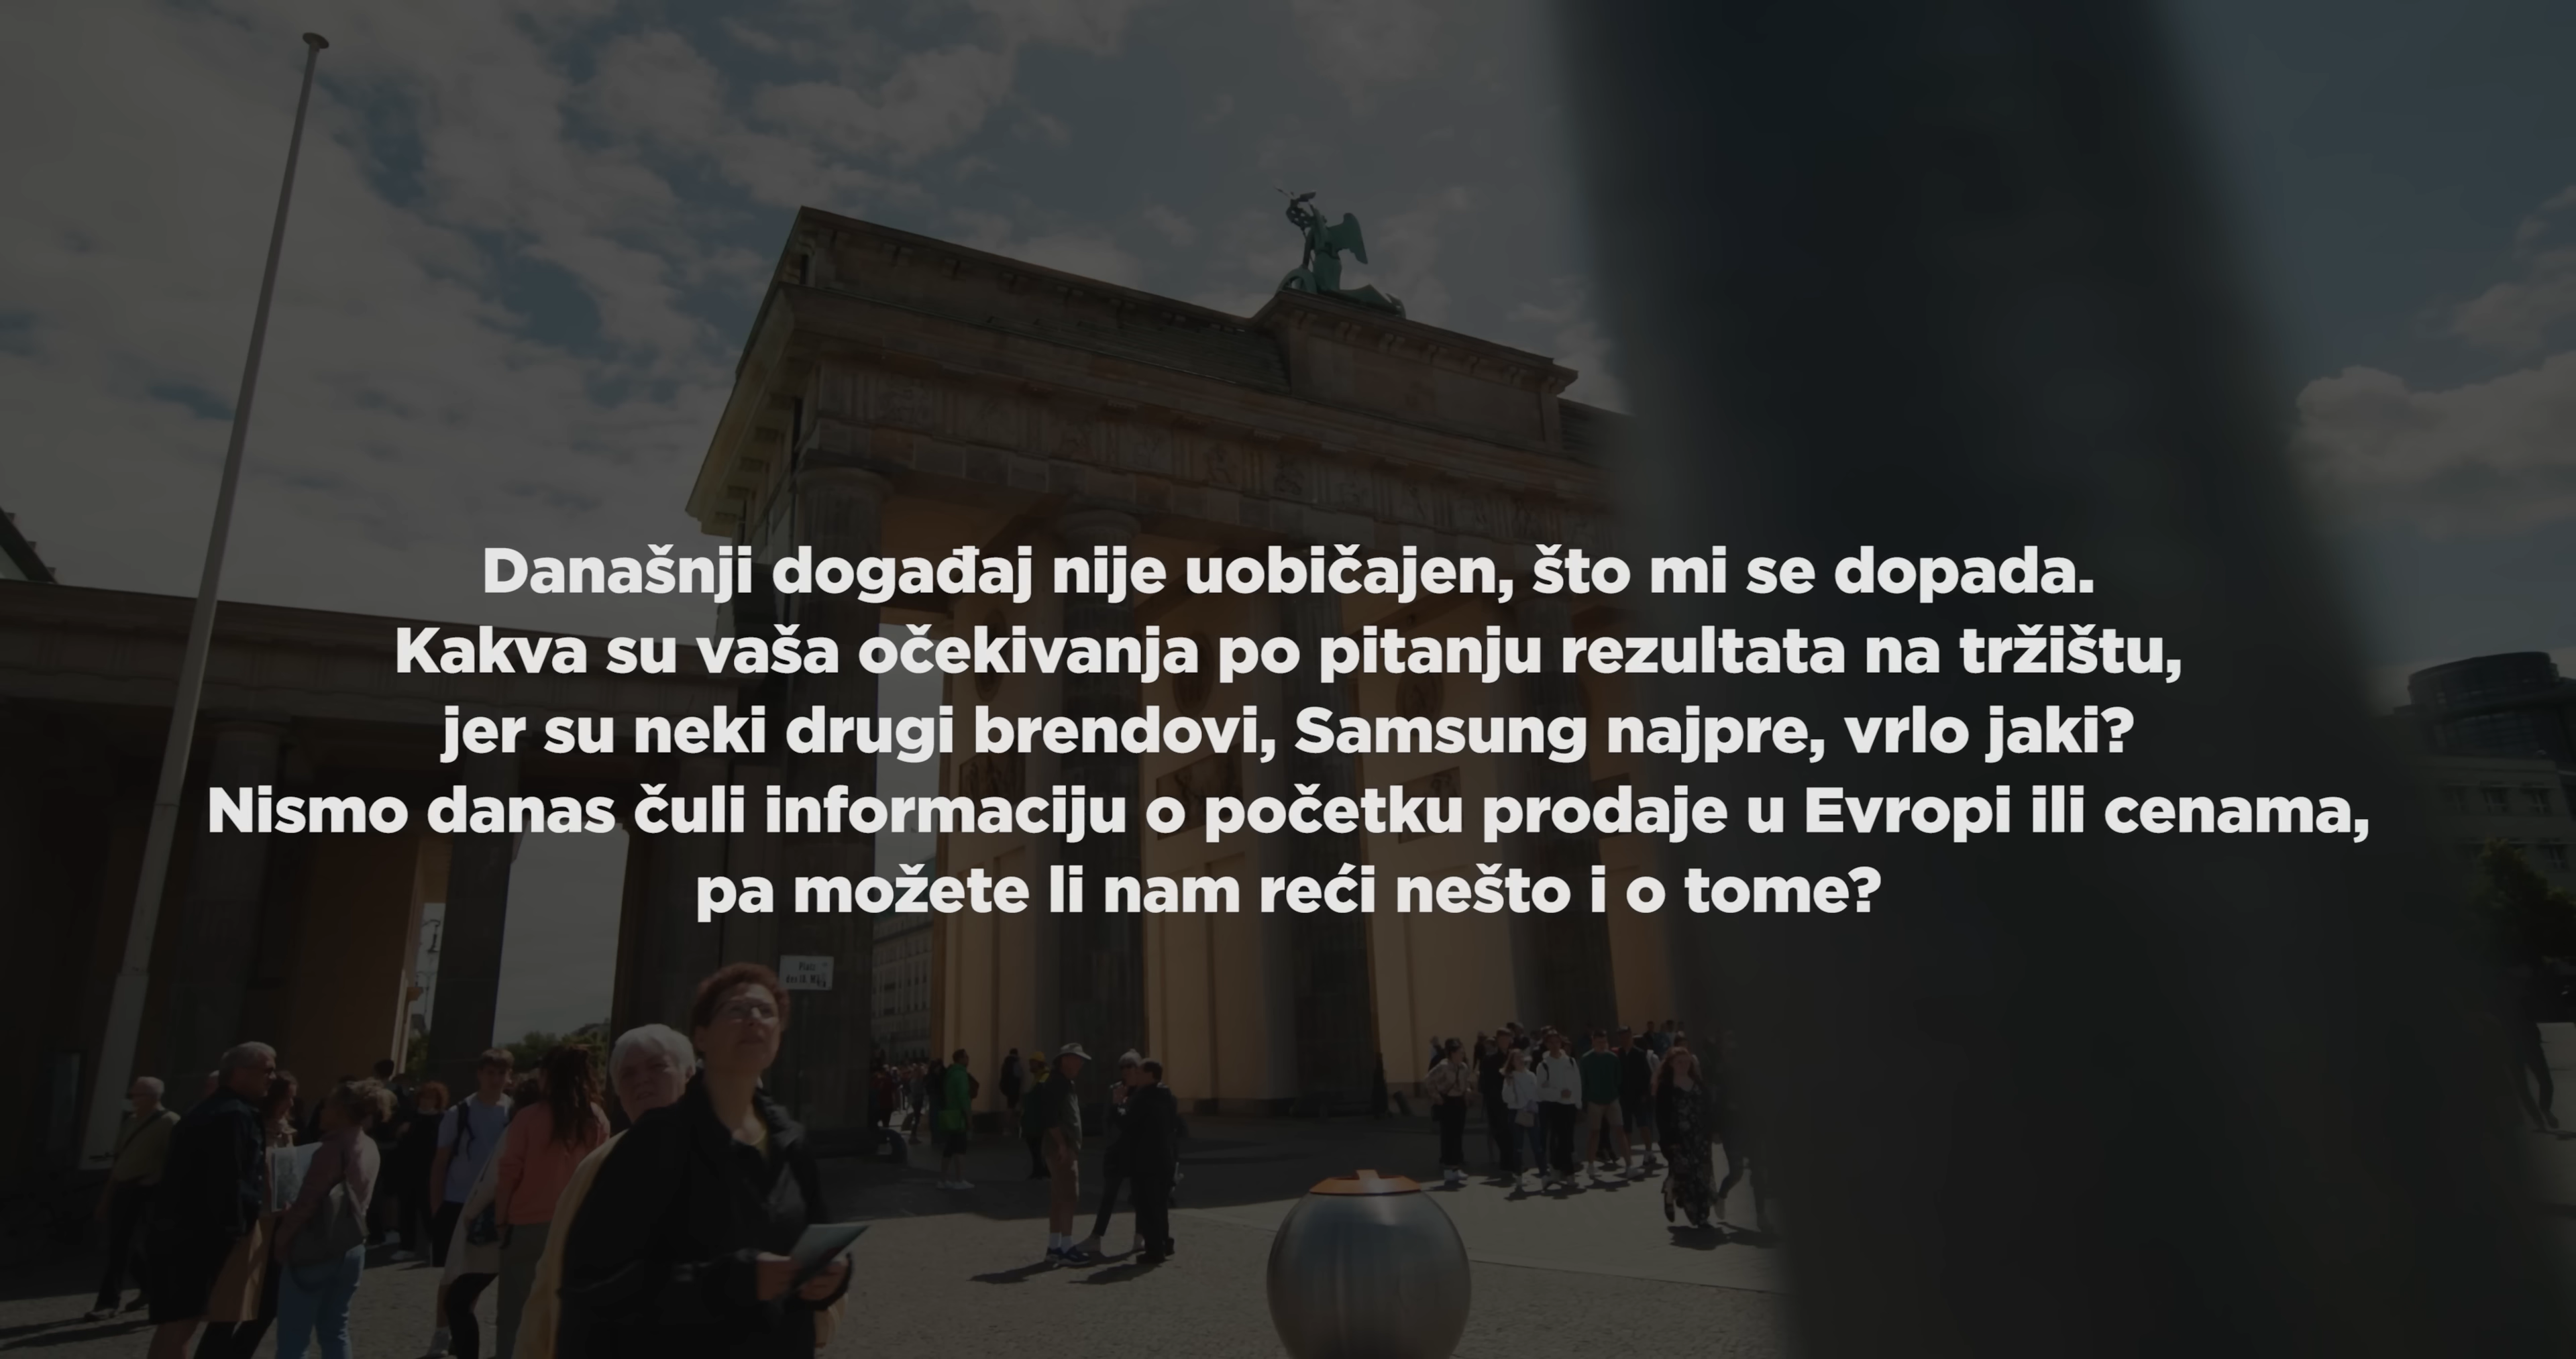 Današnji događaj nije uobičajen, što mi se dopada.
Kakva su vaša očekivanja po pitanju rezultata na tržištu,
jer su neki drugi brendovi, Samsung najpre, vrlo jaki?
Nismo danas čuli informaciju o početku prodaje u Evropi ili cenama,
pa možete li nam reći nešto i o tome?
Platz